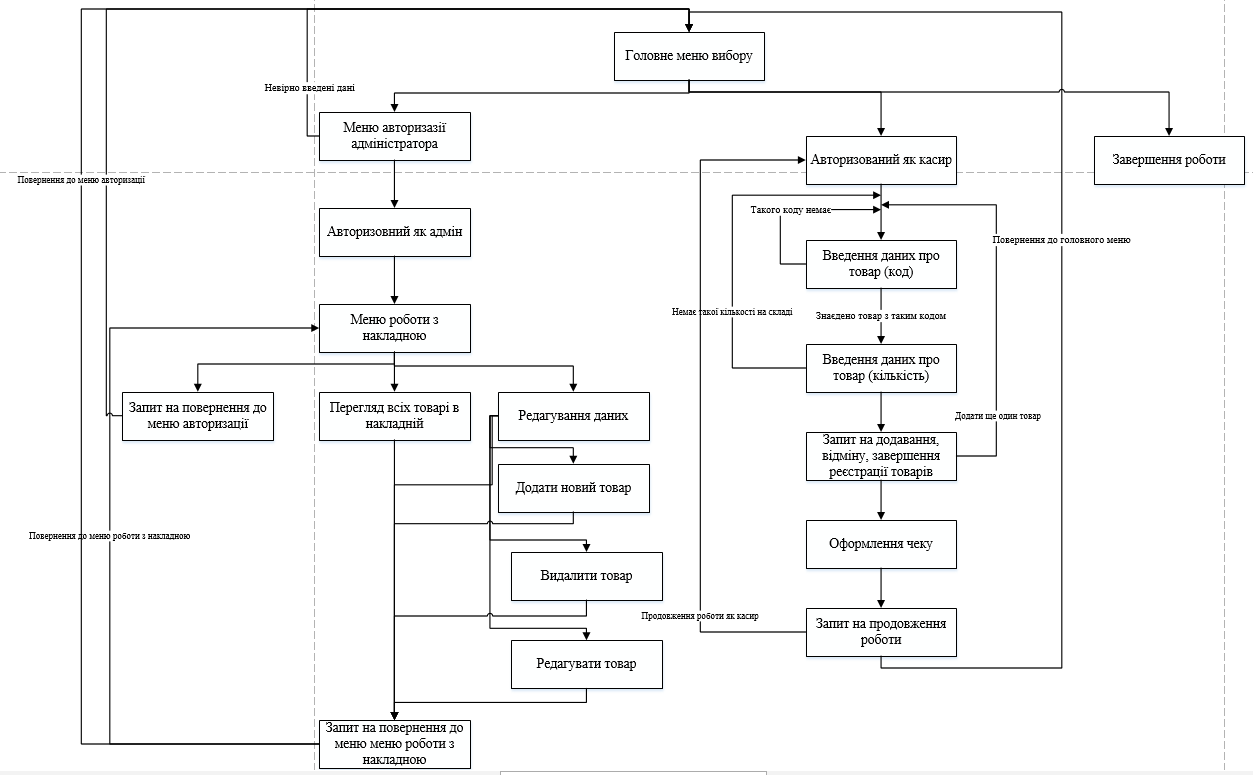 Головне меню вибору
Невірно введені дані
Меню авторизазії
адміністратора
Авторизований як касир
Завершення роботи
Повернення до меню авторизації
Такого коду немає
Авторизовний як адмін
Повернення до головного меню
Введення даних про
товар (код)
Немає такої кількості на складі
Знаєдено товар з таким кодом
Меню роботи з
накладною
Введення даних про
товар (кількість)
Запит на повернення до
меню авторизації
Перегляд всіх товарі в
накладній
Редагування даних
Додати ще один товар
Запит на додавання,
відміну, завершення
реєстрації товарів
Додати новий товар
Повернення до меню роботи з накладною
Оформлення чеку
Видалити товар
Продовження роботи як касир
Запит на продовження
роботи
Редагувати товар
Запит на повернення до
меню меню роботи з
накладною